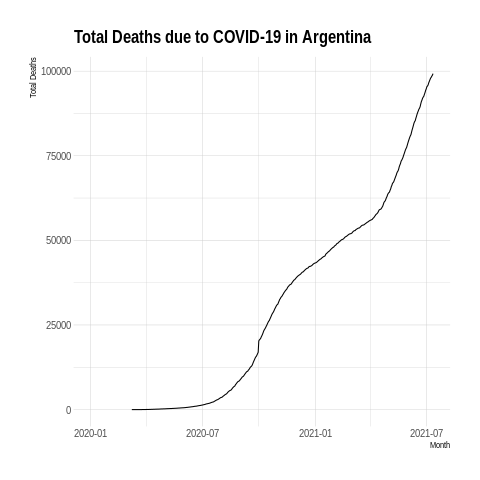 Total Deaths due to COVID-19 in Argentina
Total Deaths
100000
75000
50000
25000
0
2020-01 2020-07 2021-01 2021-07
Month